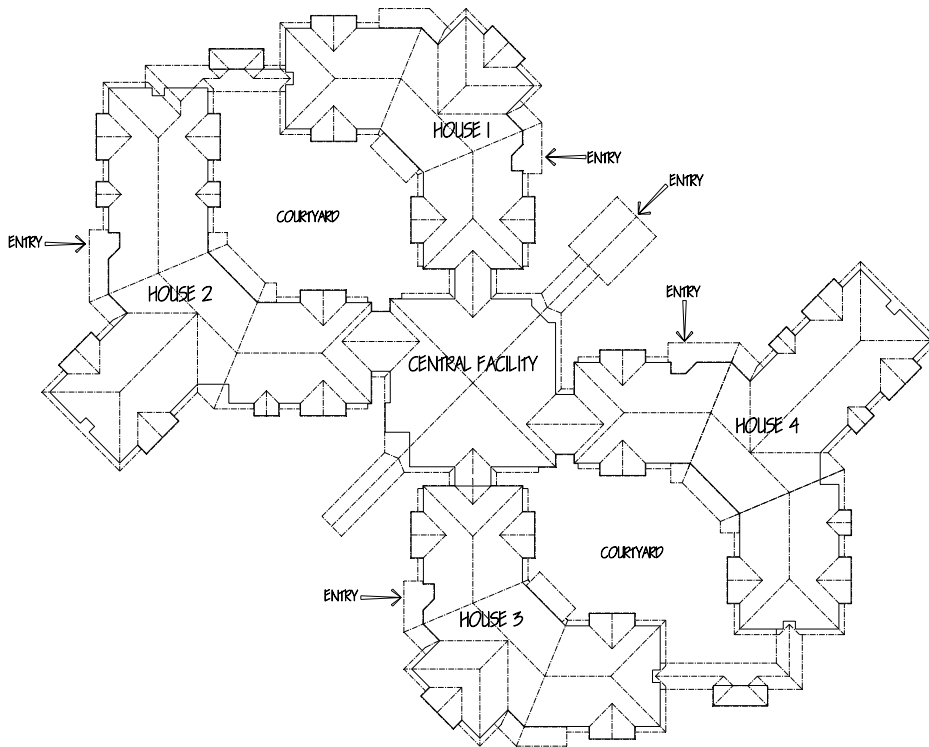 HOUSE 1
ENTRY
ENTRY
COURTYARD
ENTRY
HOUSE 2
ENTRY
CENTRAL FACILITY
HOUSE 4
COURTYARD
ENTRY
HOUSE 3